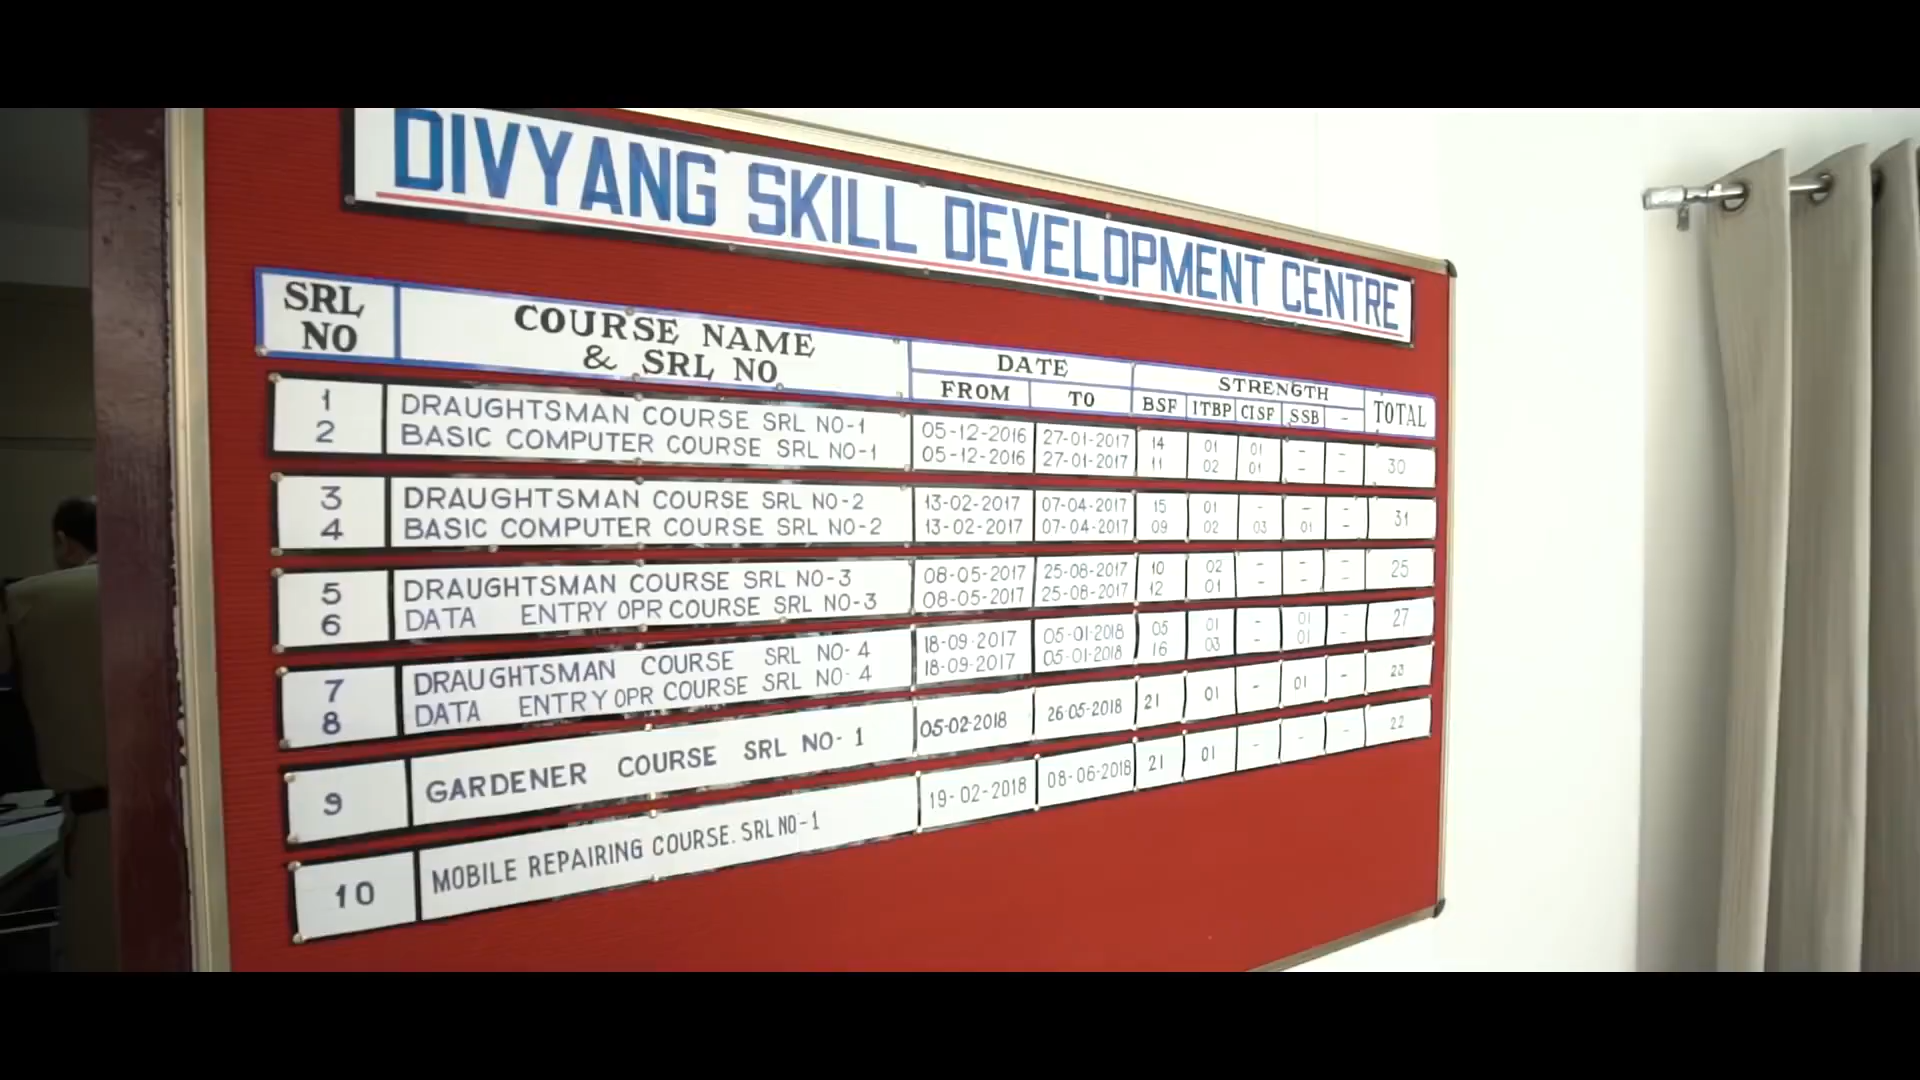 DIVYANG SKILL DEVELOPMENT CENTRE
SRL NO COURSE NAME & SRL NO DATE FROM TO STRENGTH BSF ITBP CISF SSB - TOTAL
1 DRAUGHTSMAN COURSE SRL NO-1 05-12-2016 27-01-2017 14 01 01 - -
2 BASIC COMPUTER COURSE SRL NO-1 05-12-2016 27-01-2017 11 02 01 - - 30
3 DRAUGHTSMAN COURSE SRL NO-2 13-02-2017 07-04-2017 15 01 - - -
4 BASIC COMPUTER COURSE SRL NO-2 13-02-2017 07-04-2017 09 02 03 01 - 31
5 DRAUGHTSMAN COURSE SRL NO-3 08-05-2017 25-08-2017 10 02 - - -
6 DATA ENTRY OPR COURSE SRL NO-3 08-05-2017 25-08-2017 12 01 - - - 25
7 DRAUGHTSMAN COURSE SRL NO-4 18-09-2017 05-01-2018 05 01 - 01 -
8 DATA ENTRY OPR COURSE SRL NO-4 18-09-2017 05-01-2018 16 03 - 01 - 27
9 GARDENER COURSE SRL NO-1 05-02-2018 26-05-2018 21 01 - 01 - 23
10 MOBILE REPAIRING COURSE. SRL NO-1 19-02-2018 08-06-2018 21 01 - - - 22